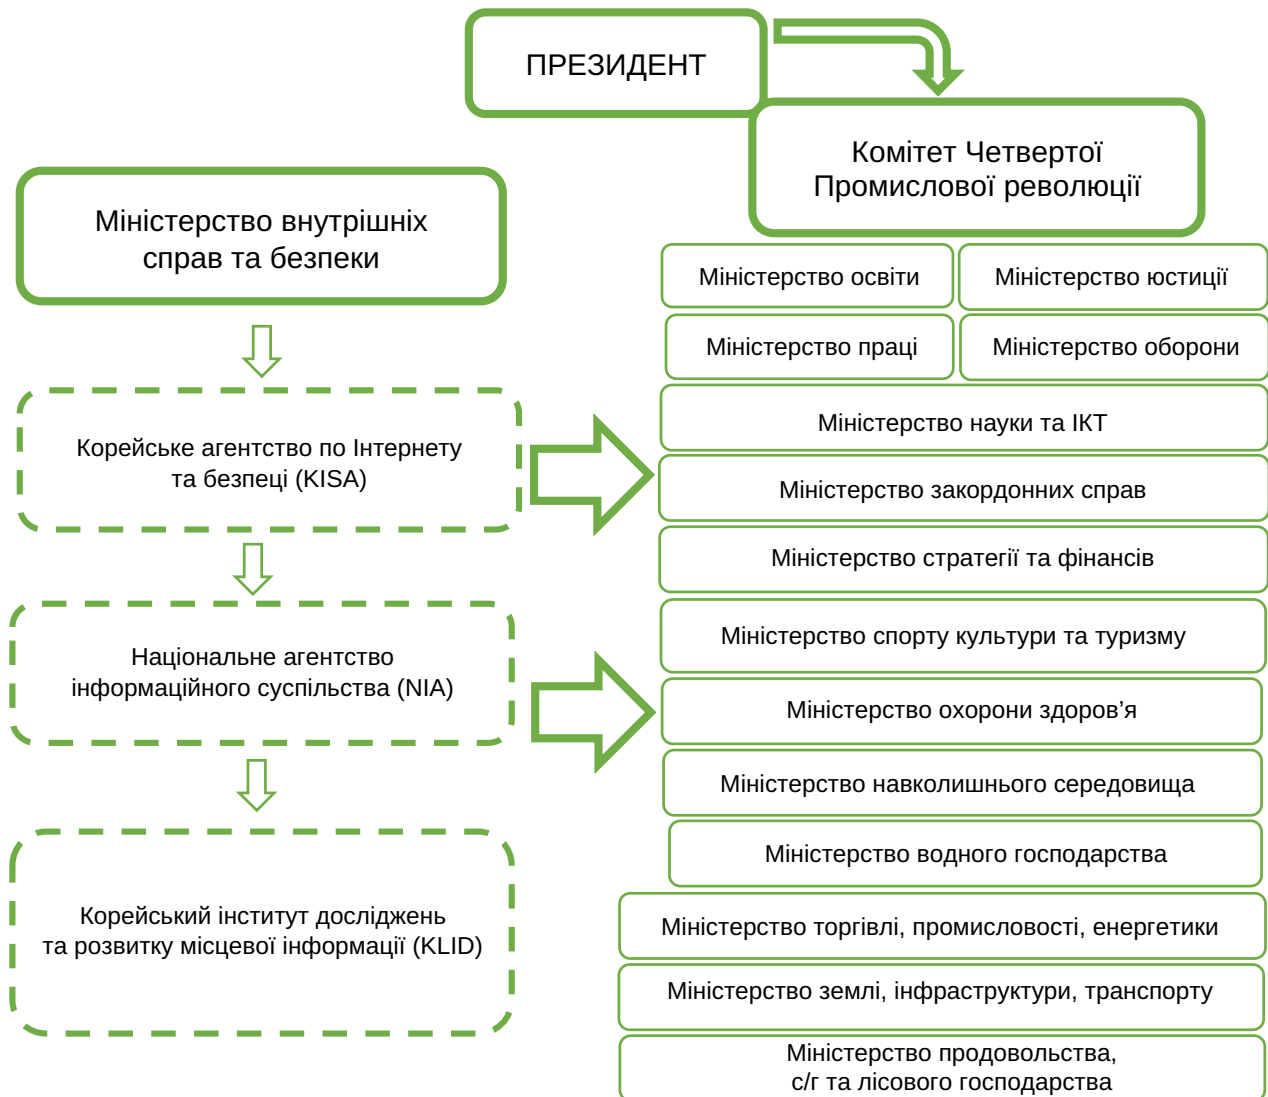 ПРЕЗИДЕНТ
Комітет Четвертої
Промислової революції
Міністерство внутрішніх
справ та безпеки
Корейське агентство по Інтернету
та безпеці (KISA)
Національне агентство
інформаційного суспільства (NIA)
Корейський інститут досліджень
та розвитку місцевої інформації (KLID)
Міністерство освіти
Міністерство юстиції
Міністерство праці
Міністерство оборони
Міністерство науки та ІКТ
Міністерство закордонних справ
Міністерство стратегії та фінансів
Міністерство спорту культури та туризму
Міністерство охорони здоров’я
Міністерство навколишнього середовища
Міністерство водного господарства
Міністерство торгівлі, промисловості, енергетики
Міністерство землі, інфраструктури, транспорту
Міністерство продовольства,
с/г та лісового господарства